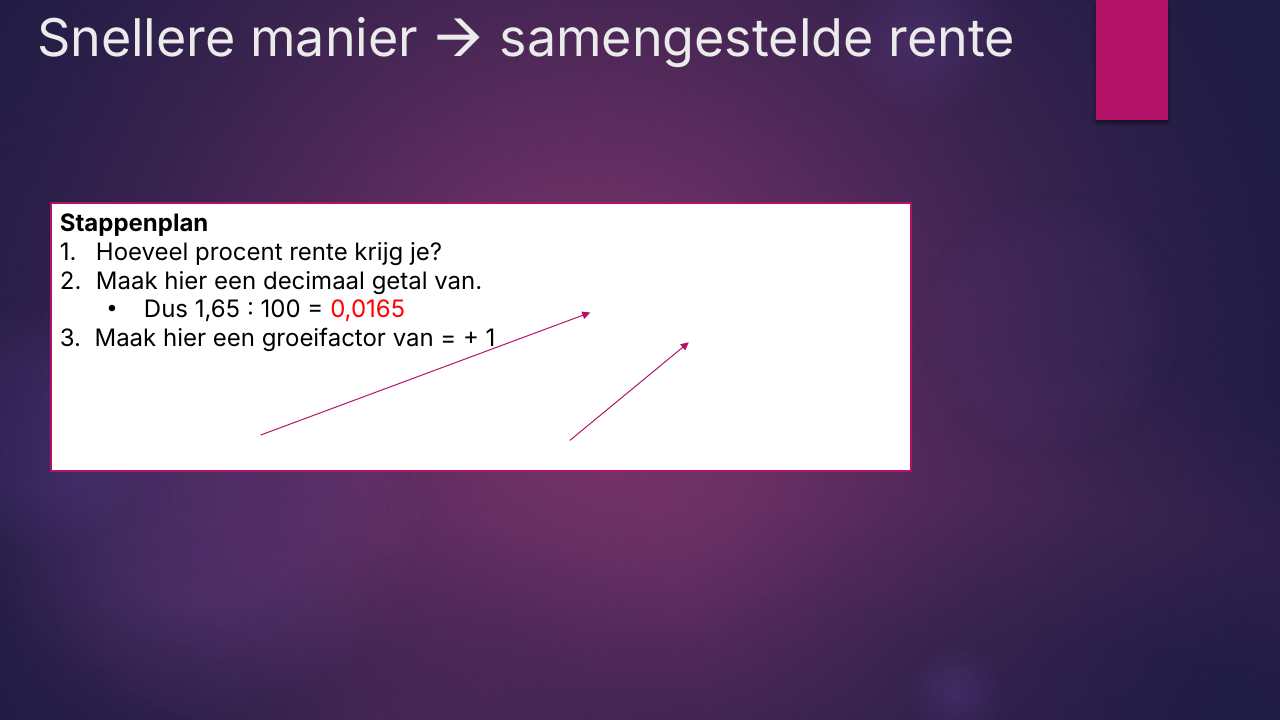 Snellere manier → samengestelde rente
Stappenplan
1. Hoeveel procent rente krijg je?
2. Maak hier een decimaal getal van.
• Dus 1,65 : 100 = 0,0165
3. Maak hier een groeifactor van = + 1